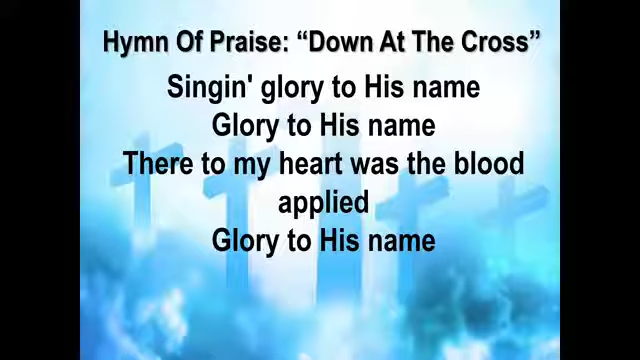 Hymn Of Praise: “Down At The Cross”
Singin' glory to His name
Glory to His name
There to my heart was the blood
applied
Glory to His name